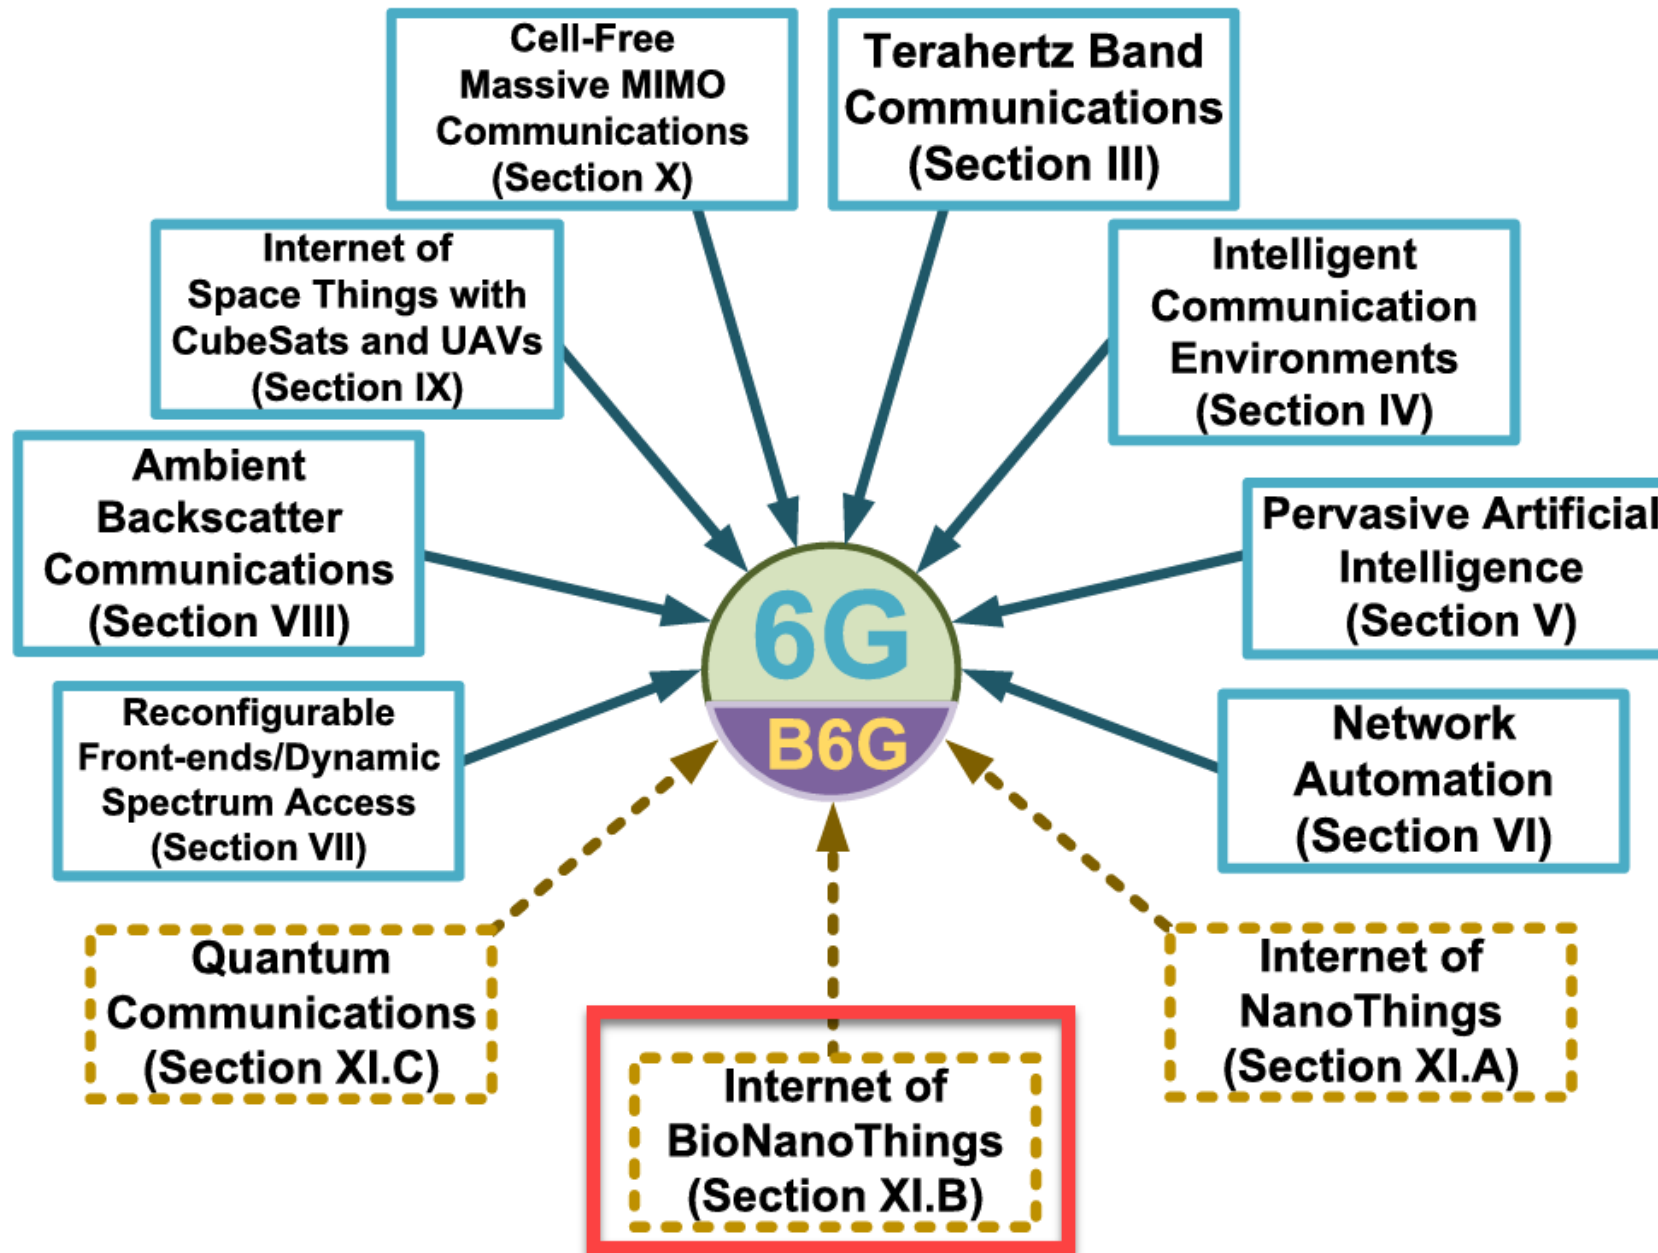 Cell-Free
Massive MIMO
Communications
(Section X)
Terahertz Band
Communications
(Section III)
Internet of
Space Things with
CubeSats and UAVs
(Section IX)
Intelligent
Communication
Environments
(Section IV)
Ambient
Backscatter
Communications
(Section VIII)
Pervasive Artificial
Intelligence
(Section V)
6G
B6G
Reconfigurable
Front-ends/Dynamic
Spectrum Access
(Section VII)
Network
Automation
(Section VI)
Quantum
Communications
(Section XI.C)
Internet of
BioNanoThings
(Section XI.B)
Internet of
NanoThings
(Section XI.A)